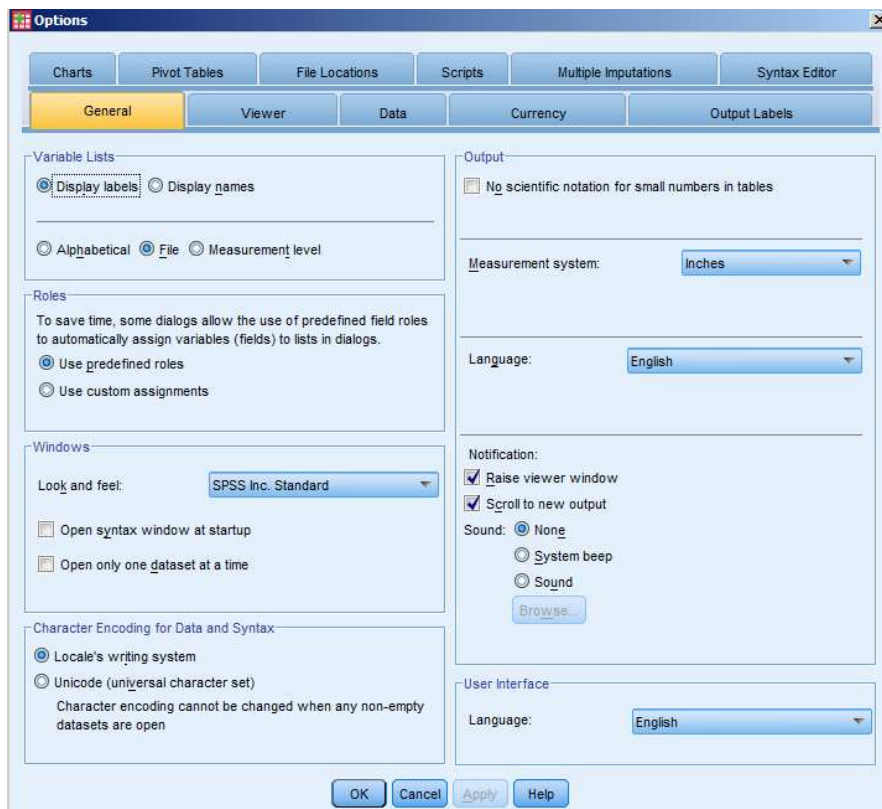 Options
Charts Pivot Tables File Locations Scripts Multiple Imputations Syntax Editor
General Viewer Data Currency Output Labels
Variable Lists
Display labels Display names
Alphabetical File Measurement level
Roles
To save time, some dialogs allow the use of predefined field roles
to automatically assign variables (fields) to lists in dialogs.
Use predefined roles
Use custom assignments
Windows
Look and feel: SPSS Inc. Standard
Open syntax window at startup
Open only one dataset at a time
Character Encoding for Data and Syntax
Locale's writing system
Unicode (universal character set)
Character encoding cannot be changed when any non-empty
datasets are open
Output
No scientific notation for small numbers in tables
Measurement system: Inches
Language: English
Notification:
Raise viewer window
Scroll to new output
Sound: None
System beep
Sound
Browse...
User Interface
Language: English
OK Cancel Apply Help